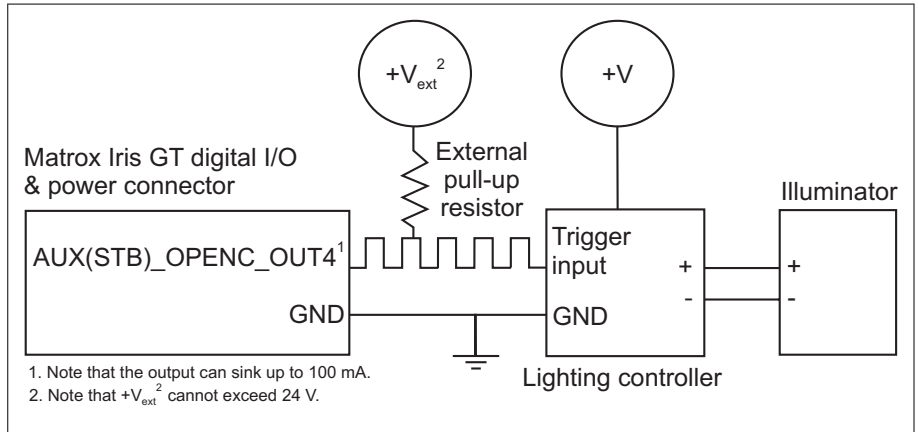 +Vext2
+V
Matrox Iris GT digital I/O
& power connector
External
pull-up
resistor
Illuminator
AUX(STB)_OPENC_OUT41
Trigger
input
+
-
+
-
GND
GND
Lighting controller
1. Note that the output can sink up to 100 mA.
2. Note that +Vext2 cannot exceed 24 V.